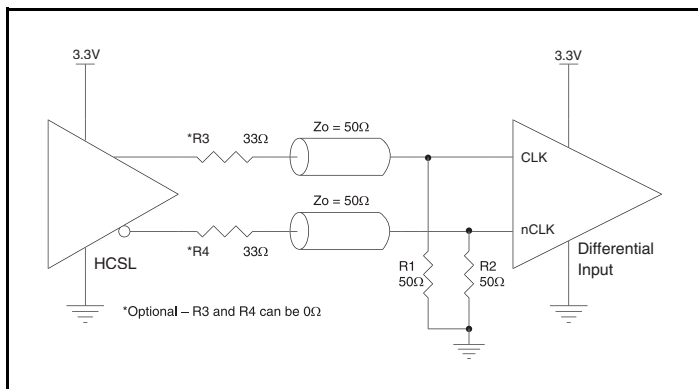 3.3V
3.3V
*R3 33Ω
Zo = 50Ω
CLK
Zo = 50Ω
nCLK
*R4 33Ω
HCSL
R1
50Ω
R2
50Ω
Differential
Input
*Optional – R3 and R4 can be 0Ω